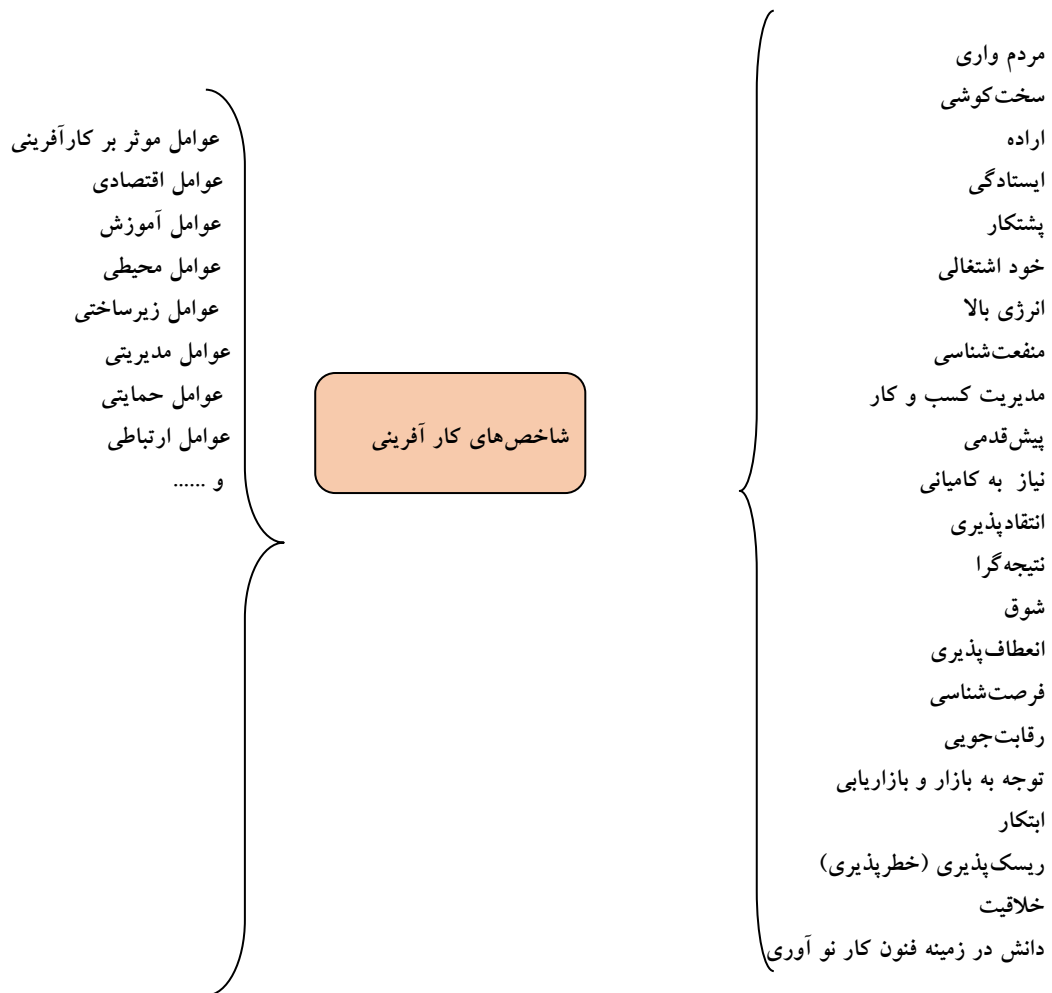 مردم واری
سخت‌کوشی
اراده
ایستادگی
پشتکار
خود اشتغالی
انرژی بالا
منفعت‌شناسی
مدیریت کسب و کار
پیش‌قدمی
نیاز به کامیانی
انتقادپذیری
نتیجه‌گرا
شوق
انعطاف‌پذیری
فرصت‌شناسی
رقابت‌جویی
توجه به بازار و بازاریابی
ابتکار
ریسک‌پذیری (خطرپذیری)
خلاقیت
دانش در زمینه فنون کار نو آوری
شاخص‌های کار آفرینی
عوامل موثر بر کارآفرینی
عوامل اقتصادی
عوامل آموزش
عوامل محیطی
عوامل زیرساختی
عوامل مدیریتی
عوامل حمایتی
عوامل ارتباطی
و ......